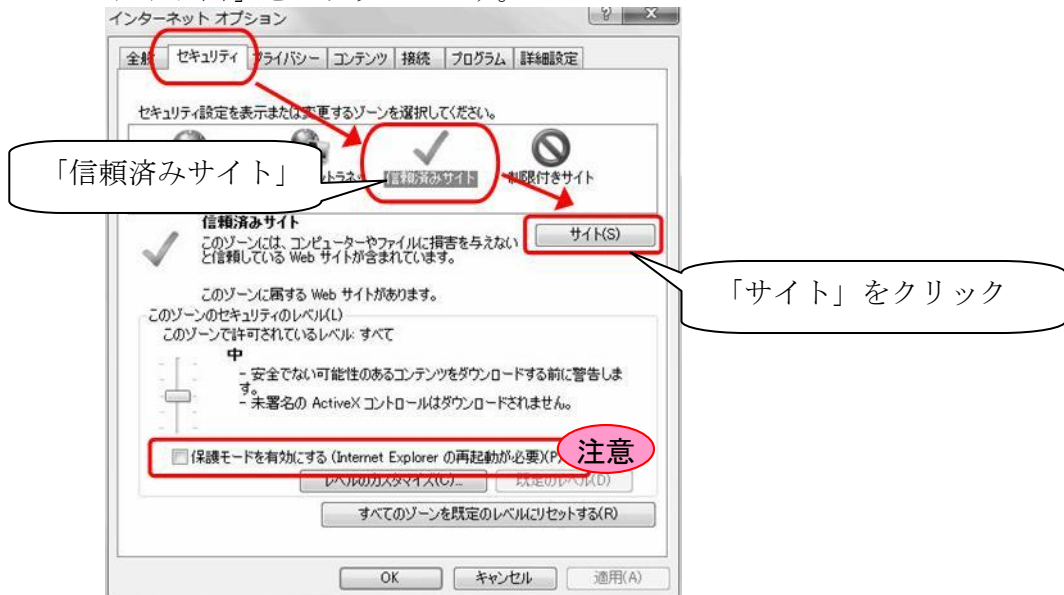 インターネット オプション
全般 セキュリティ プライバシー コンテンツ 接続 プログラム 詳細設定
セキュリティ設定を表示または変更するゾーンを選択してください。
「信頼済みサイト」
信頼済みサイト 制限付きサイト
信頼済みサイト
サイト(S)
このゾーンには、コンピューターやファイルに損害を与えない
と信頼している Web サイトが含まれています。
「サイト」をクリック
このゾーンに属する Web サイトがあります。
このゾーンのセキュリティのレベル(L)
このゾーンで許可されているレベル: すべて
中
- 安全でない可能性のあるコンテンツをダウンロードする前に警告しま
す。
- 未署名の ActiveX コントロールはダウンロードされません。
保護モードを有効にする (Internet Explorer の再起動が必要)(P)
注意
レベルのカスタマイズ(C)... 既定のレベル(D)
すべてのゾーンを既定のレベルにリセットする(R)
OK キャンセル 適用(A)